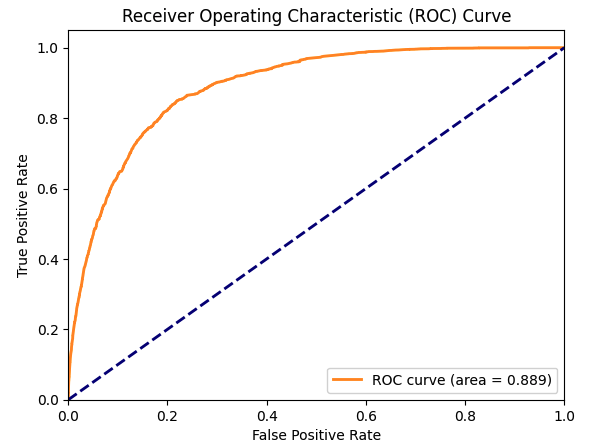 Receiver Operating Characteristic (ROC) Curve
1.0
0.8
0.6
0.4
0.2
0.0
True Positive Rate
ROC curve (area = 0.889)
0.0 0.2 0.4 0.6 0.8 1.0
False Positive Rate